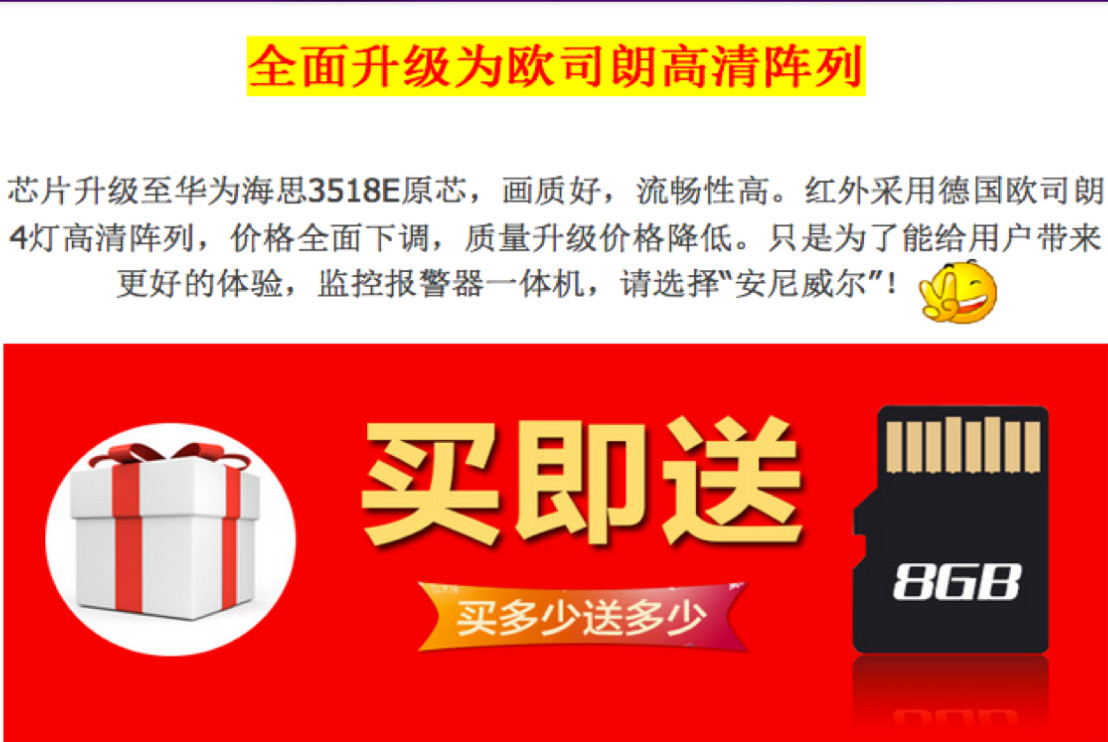 全面升级为欧司朗高清阵列
芯片升级至华为海思3518E原芯，画质好，流畅性高。红外采用德国欧司朗
4灯高清阵列，价格全面下调，质量升级价格降低。只是为了能给用户带来
更好的体验，监控报警器一体机，请选择“安尼威尔”！
买即送
买多少送多少
8GB